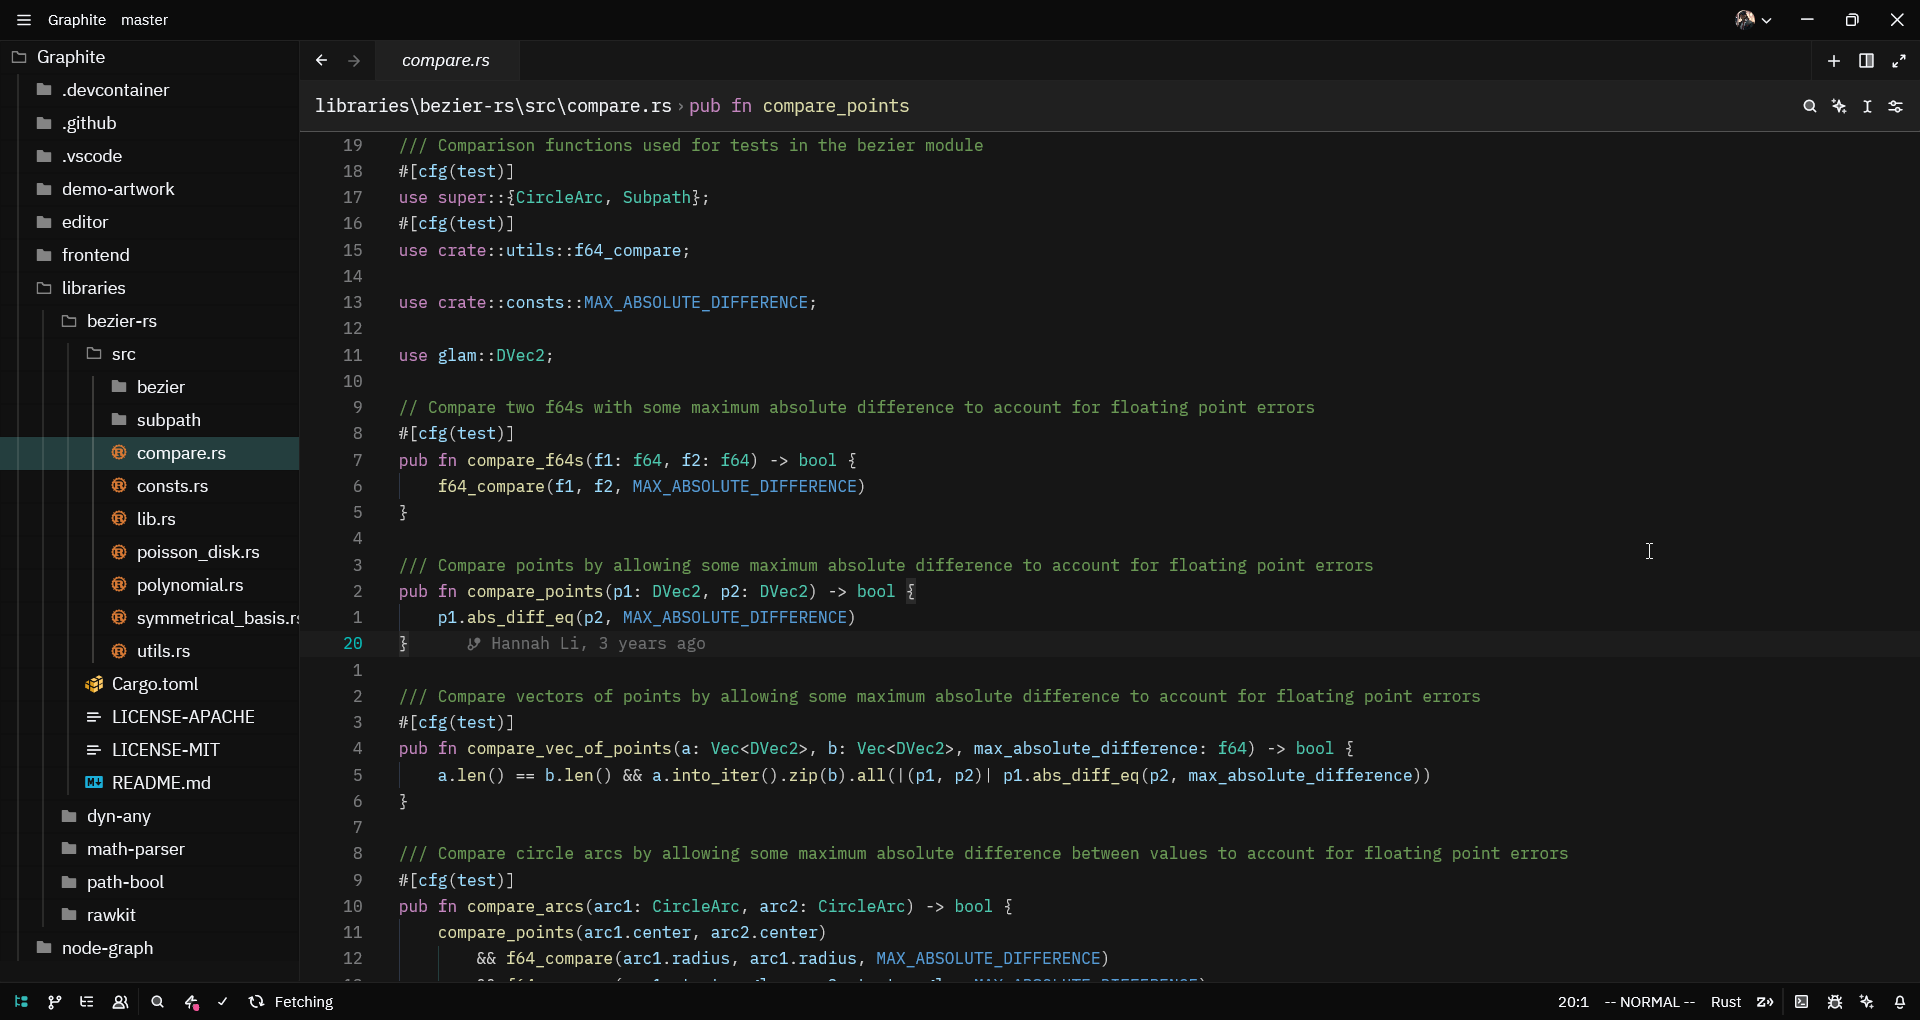 Graphite master
Graphite
.devcontainer
.github
.vscode
demo-artwork
editor
frontend
libraries
bezier-rs
src
bezier
subpath
compare.rs
consts.rs
lib.rs
poisson_disk.rs
polynomial.rs
symmetrical_basis.rs
utils.rs
Cargo.toml
LICENSE-APACHE
LICENSE-MIT
README.md
dyn-any
math-parser
path-bool
rawkit
node-graph
compare.rs
libraries\bezier-rs\src\compare.rs › pub fn compare_points
19 /// Comparison functions used for tests in the bezier module
18 #[cfg(test)]
17 use super::{CircleArc, Subpath};
16 #[cfg(test)]
15 use crate::utils::f64_compare;
14
13 use crate::consts::MAX_ABSOLUTE_DIFFERENCE;
12
11 use glam::DVec2;
10
9 // Compare two f64s with some maximum absolute difference to account for floating point errors
8 #[cfg(test)]
7 pub fn compare_f64s(f1: f64, f2: f64) -> bool {
6 f64_compare(f1, f2, MAX_ABSOLUTE_DIFFERENCE)
5 }
4
3 /// Compare points by allowing some maximum absolute difference to account for floating point errors
2 pub fn compare_points(p1: DVec2, p2: DVec2) -> bool {
1 p1.abs_diff_eq(p2, MAX_ABSOLUTE_DIFFERENCE)
20 } Hannah Li, 3 years ago
1
2 /// Compare vectors of points by allowing some maximum absolute difference to account for floating point errors
3 #[cfg(test)]
4 pub fn compare_vec_of_points(a: Vec<DVec2>, b: Vec<DVec2>, max_absolute_difference: f64) -> bool {
5 a.len() == b.len() && a.into_iter().zip(b).all(|(p1, p2)| p1.abs_diff_eq(p2, max_absolute_difference))
6 }
7
8 /// Compare circle arcs by allowing some maximum absolute difference between values to account for floating point errors
9 #[cfg(test)]
10 pub fn compare_arcs(arc1: CircleArc, arc2: CircleArc) -> bool {
11 compare_points(arc1.center, arc2.center)
12 && f64_compare(arc1.radius, arc1.radius, MAX_ABSOLUTE_DIFFERENCE)
Fetching
20:1 -- NORMAL -- Rust